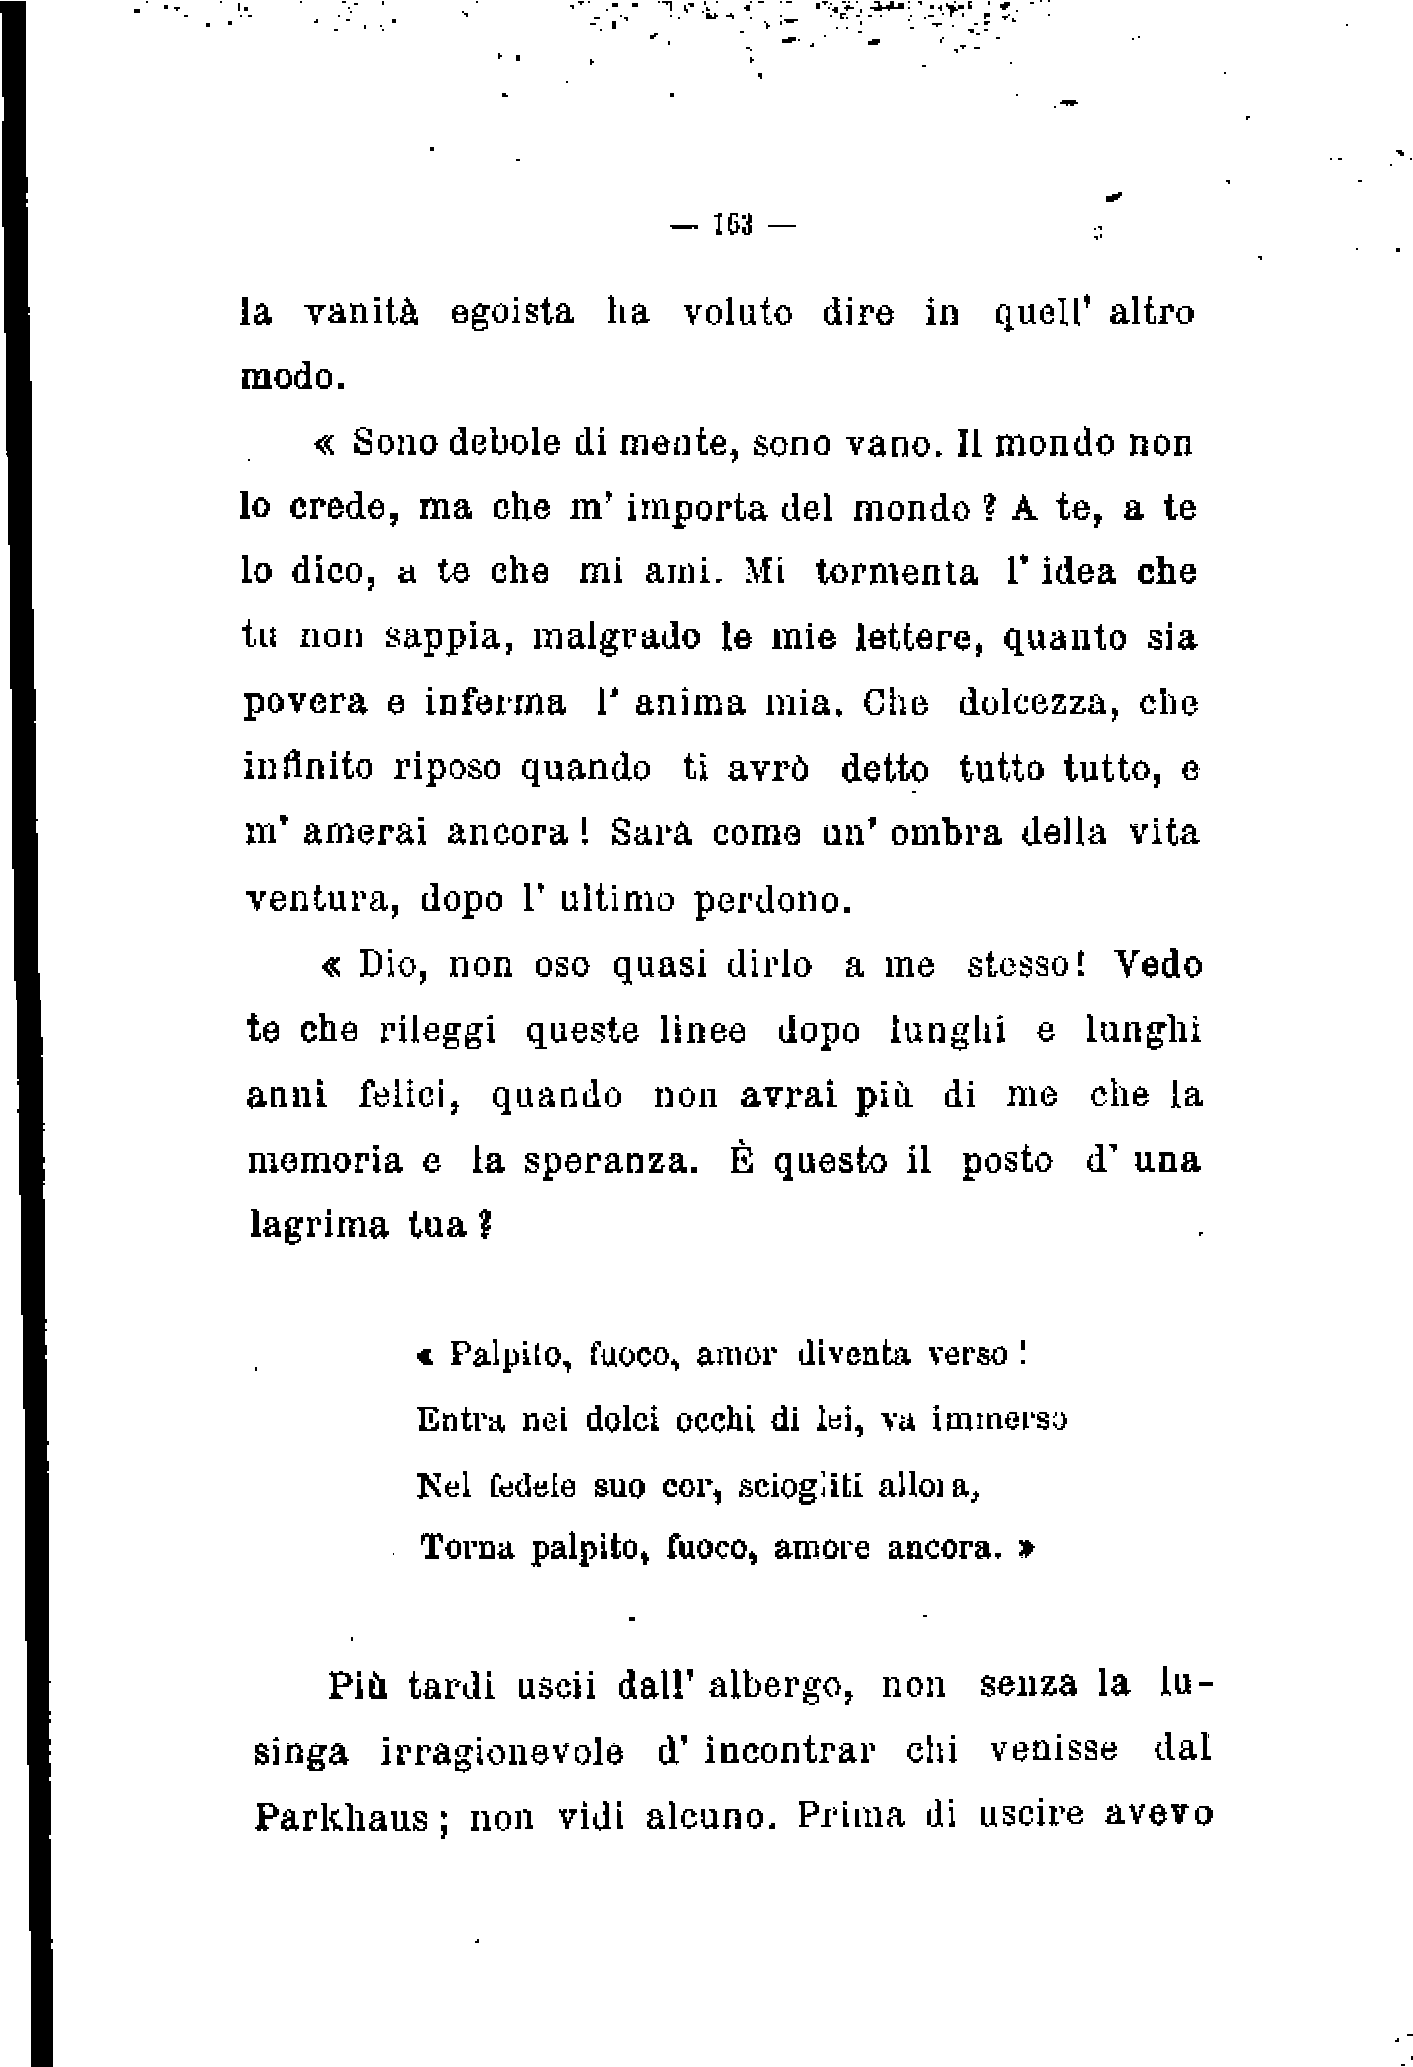 — 163 —
la vanità egoista ha voluto dire in quell' altro
modo.
« Sono debole di mente, sono vano. Il mondo non
lo crede, ma che m' importa del mondo ? A te, a te
lo dico, a te che mi ami. Mi tormenta l' idea che
tu non sappia, malgrado le mie lettere, quanto sia
povera e inferma l' anima mia. Che dolcezza, che
infinito riposo quando ti avrò detto tutto tutto, e
m' amerai ancora ! Sarà come un' ombra della vita
ventura, dopo l' ultimo perdono.
« Dio, non oso quasi dirlo a me stesso! Vedo
te che rileggi queste linee dopo lunghi e lunghi
anni felici, quando non avrai più di me che la
memoria e la speranza. È questo il posto d' una
lagrima tua ?
« Palpito, fuoco, amor diventa verso !
Entra nei dolci occhi di lei, va immerso
Nel fedele suo cor, sciogliti allora,
Torna palpito, fuoco, amore ancora. »
Più tardi uscii dall' albergo, non senza la lu-
singa irragionevole d' incontrar chi venisse dal
Parkhaus ; non vidi alcuno. Prima di uscire avevo